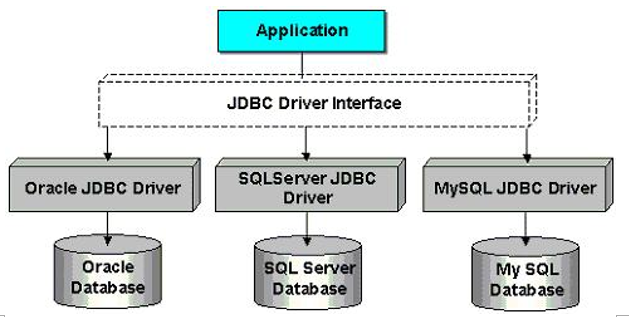 Application
JDBC Driver Interface
Oracle JDBC Driver
SQLServer JDBC
Driver
MySQL JDBC Driver
Oracle
Database
SQL Server
Database
My SQL
Database